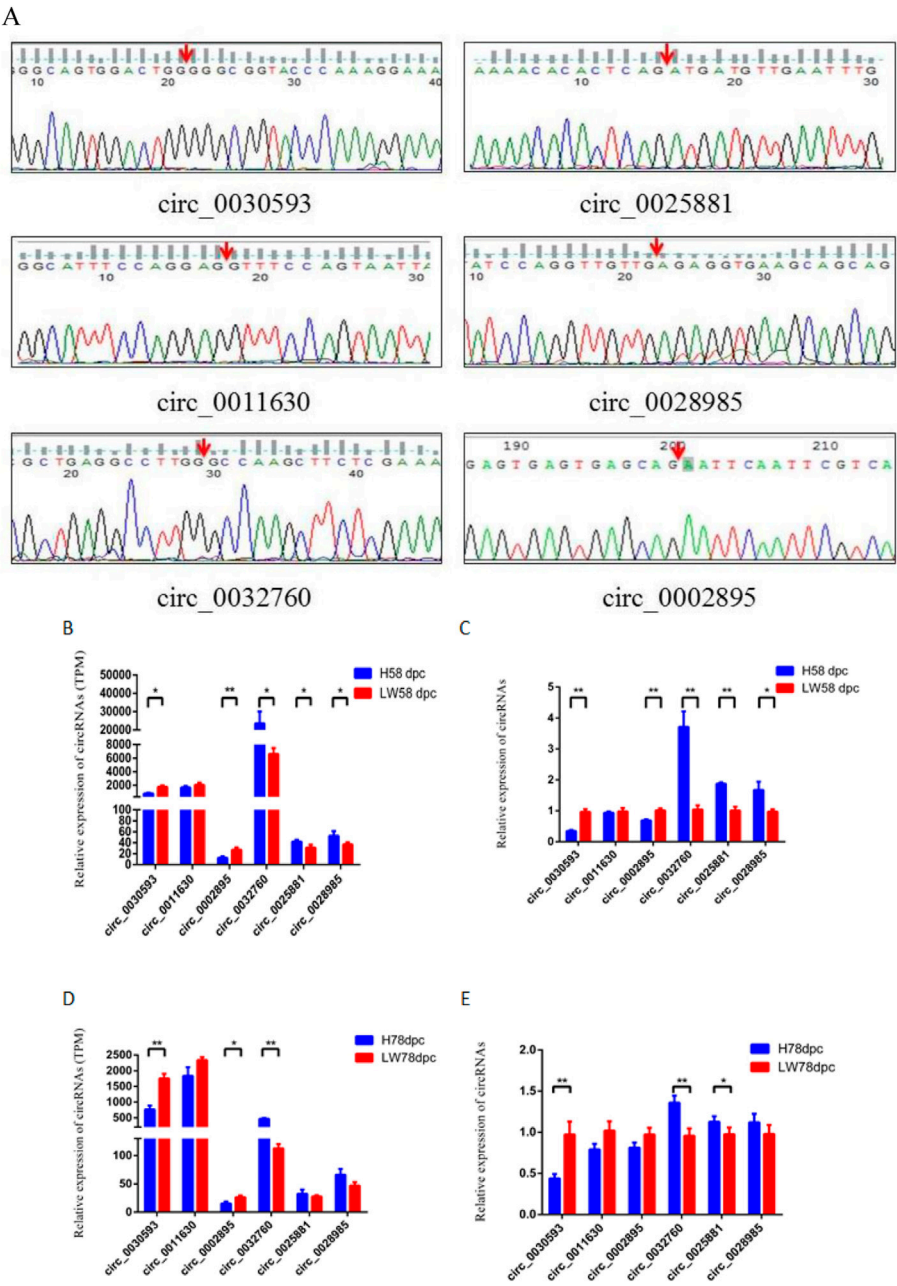 A
GGGCAGTGGACTGGGGGCGGTACCCAAAGGAAA
10 20 30 40
circ_0030593
AAAACACACTCAGATGATGTTGAATTTG
10 20 30
circ_0025881
GGCATTTCCAGGAGGTTTCCAGTAATTA
10 20 30
circ_0011630
ATCCAGGTTGTTGAGAGGTGAAGCAGCAG
10 20 30
circ_0028985
CGCTGAGGCCTTGGGCCAAGCTTCTCGAAA
20 30 40
circ_0032760
190 200 210
GAGTGAGTGAGCAGAATTCAATTCGTCA
circ_0002895
B
Relative expression of circRNAs (TPM)
50000
40000
30000
20000
10000
8000
6000
4000
2000
100
80
60
40
20
0
* ** * * *
H58 dpc
LW58 dpc
circ_0030593
circ_0011630
circ_0002895
circ_0032760
circ_0025881
circ_0028985
C
Relative expression of circRNAs
5
4
3
2
1
0
** ** ** ** *
H58 dpc
LW58 dpc
circ_0030593
circ_0011630
circ_0002895
circ_0032760
circ_0025881
circ_0028985
D
Relative expression of circRNAs (TPM)
2500
2000
1500
1000
500
100
50
0
** * **
H78dpc
LW78dpc
circ_0030593
circ_0011630
circ_0002895
circ_0032760
circ_0025881
circ_0028985
E
Relative expression of circRNAs
2.0
1.5
1.0
0.5
0.0
** ** *
H78dpc
LW78dpc
circ_0030593
circ_0011630
circ_0002895
circ_0032760
circ_0025881
circ_0028985